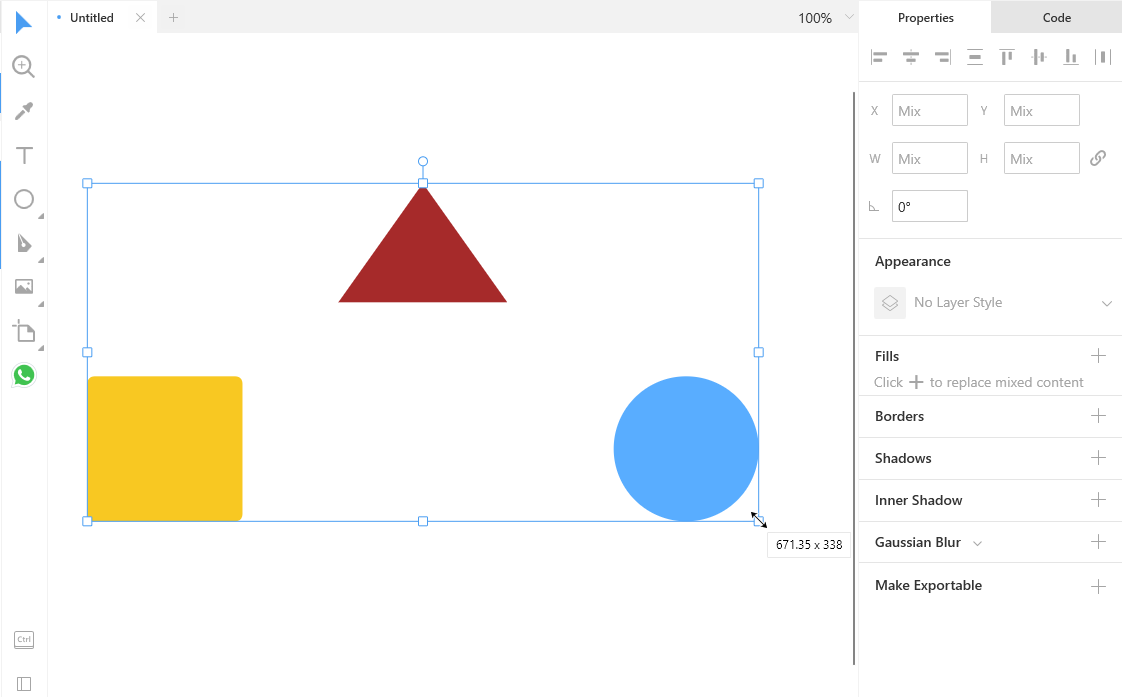 Untitled
100%
Properties
Code
X Mix Y Mix
W Mix H Mix
0°
Appearance
No Layer Style
Fills
Click + to replace mixed content
Borders
Shadows
Inner Shadow
Gaussian Blur
Make Exportable
671.35 x 338
Ctrl